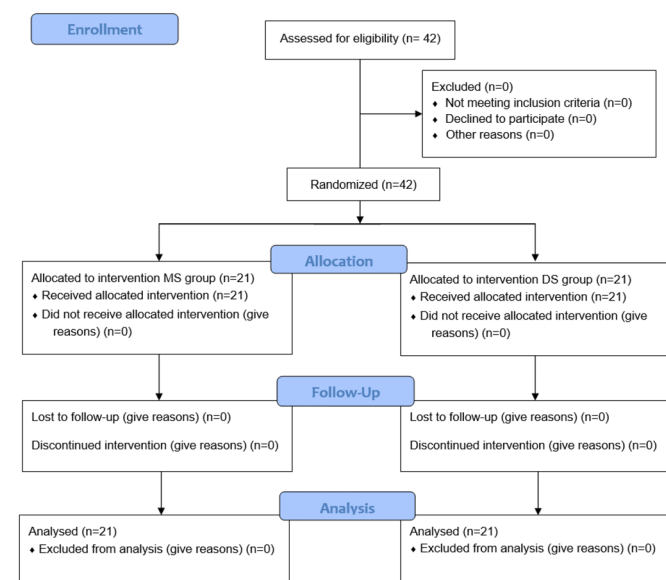 Enrollment
Assessed for eligibility (n= 42)
Excluded (n=0)
♦ Not meeting inclusion criteria (n=0)
♦ Declined to participate (n=0)
♦ Other reasons (n=0)
Randomized (n=42)
Allocation
Allocated to intervention MS group (n=21)
♦ Received allocated intervention (n=21)
♦ Did not receive allocated intervention (give
reasons) (n=0)
Allocated to intervention DS group (n=21)
♦ Received allocated intervention (n=21)
♦ Did not receive allocated intervention (give
reasons) (n=0)
Follow-Up
Lost to follow-up (give reasons) (n=0)
Discontinued intervention (give reasons) (n=0)
Lost to follow-up (give reasons) (n=0)
Discontinued intervention (give reasons) (n=0)
Analysis
Analysed (n=21)
♦ Excluded from analysis (give reasons) (n=0)
Analysed (n=21)
♦ Excluded from analysis (give reasons) (n=0)